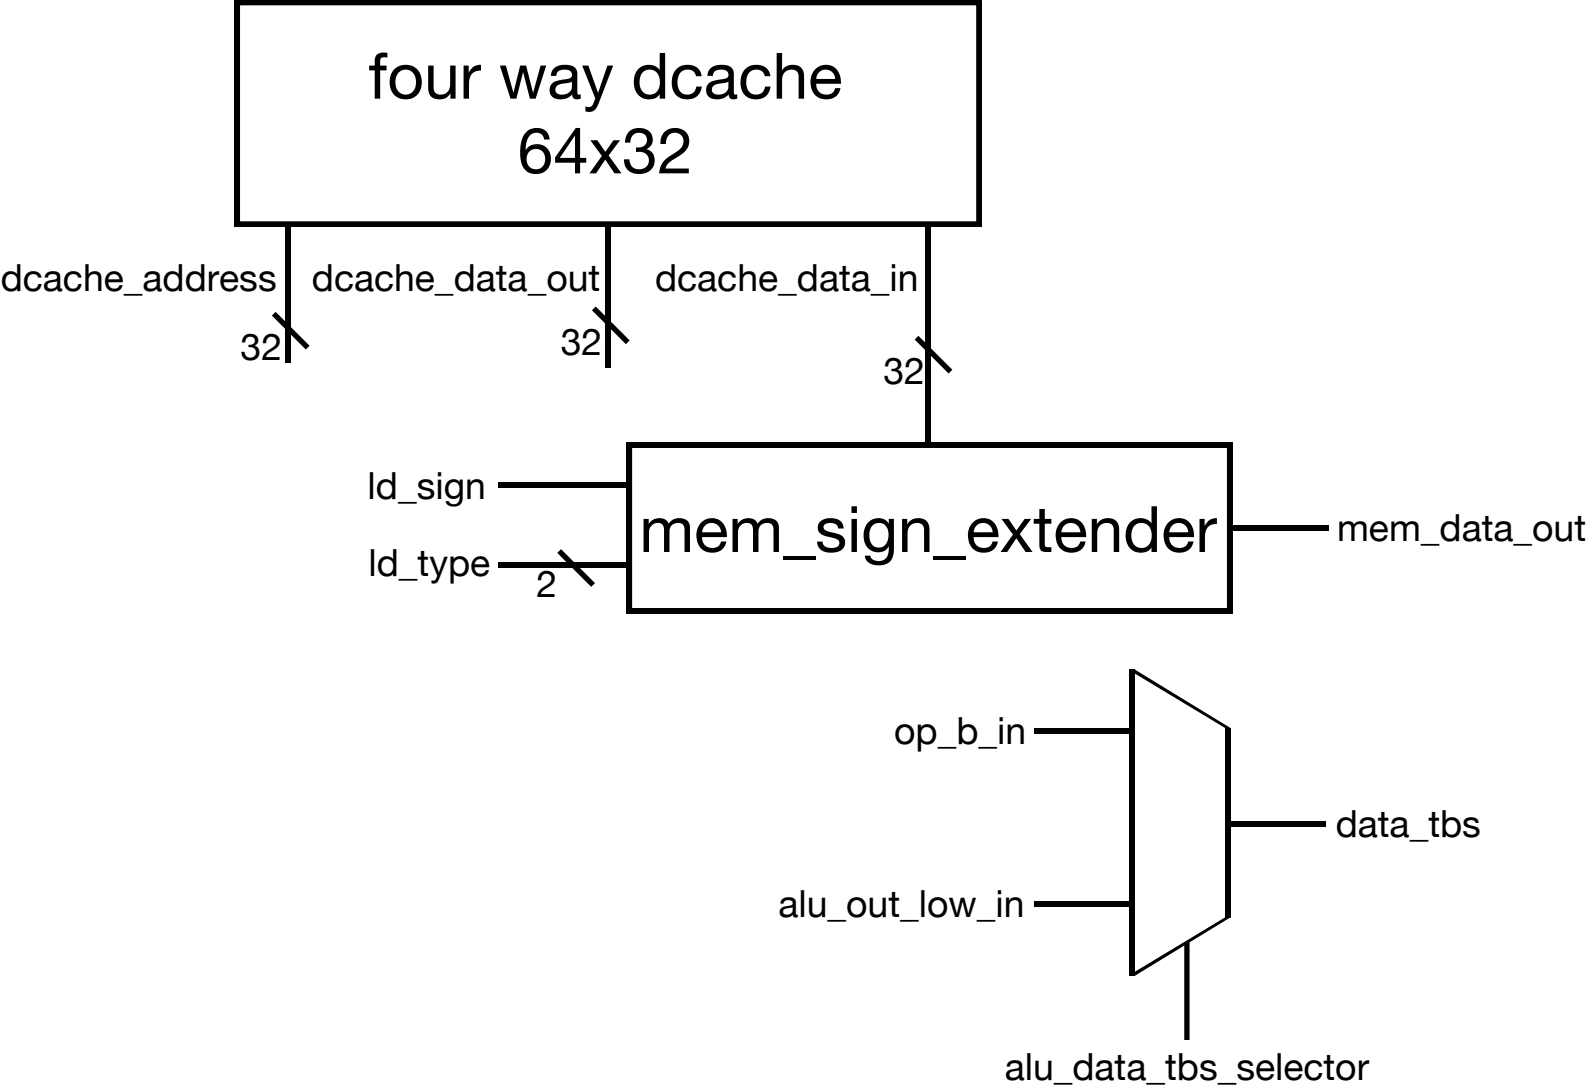 four way dcache
64x32
dcache_address
dcache_data_out
dcache_data_in
32
32
32
ld_sign
mem_sign_extender
mem_data_out
ld_type
2
op_b_in
data_tbs
alu_out_low_in
alu_data_tbs_selector